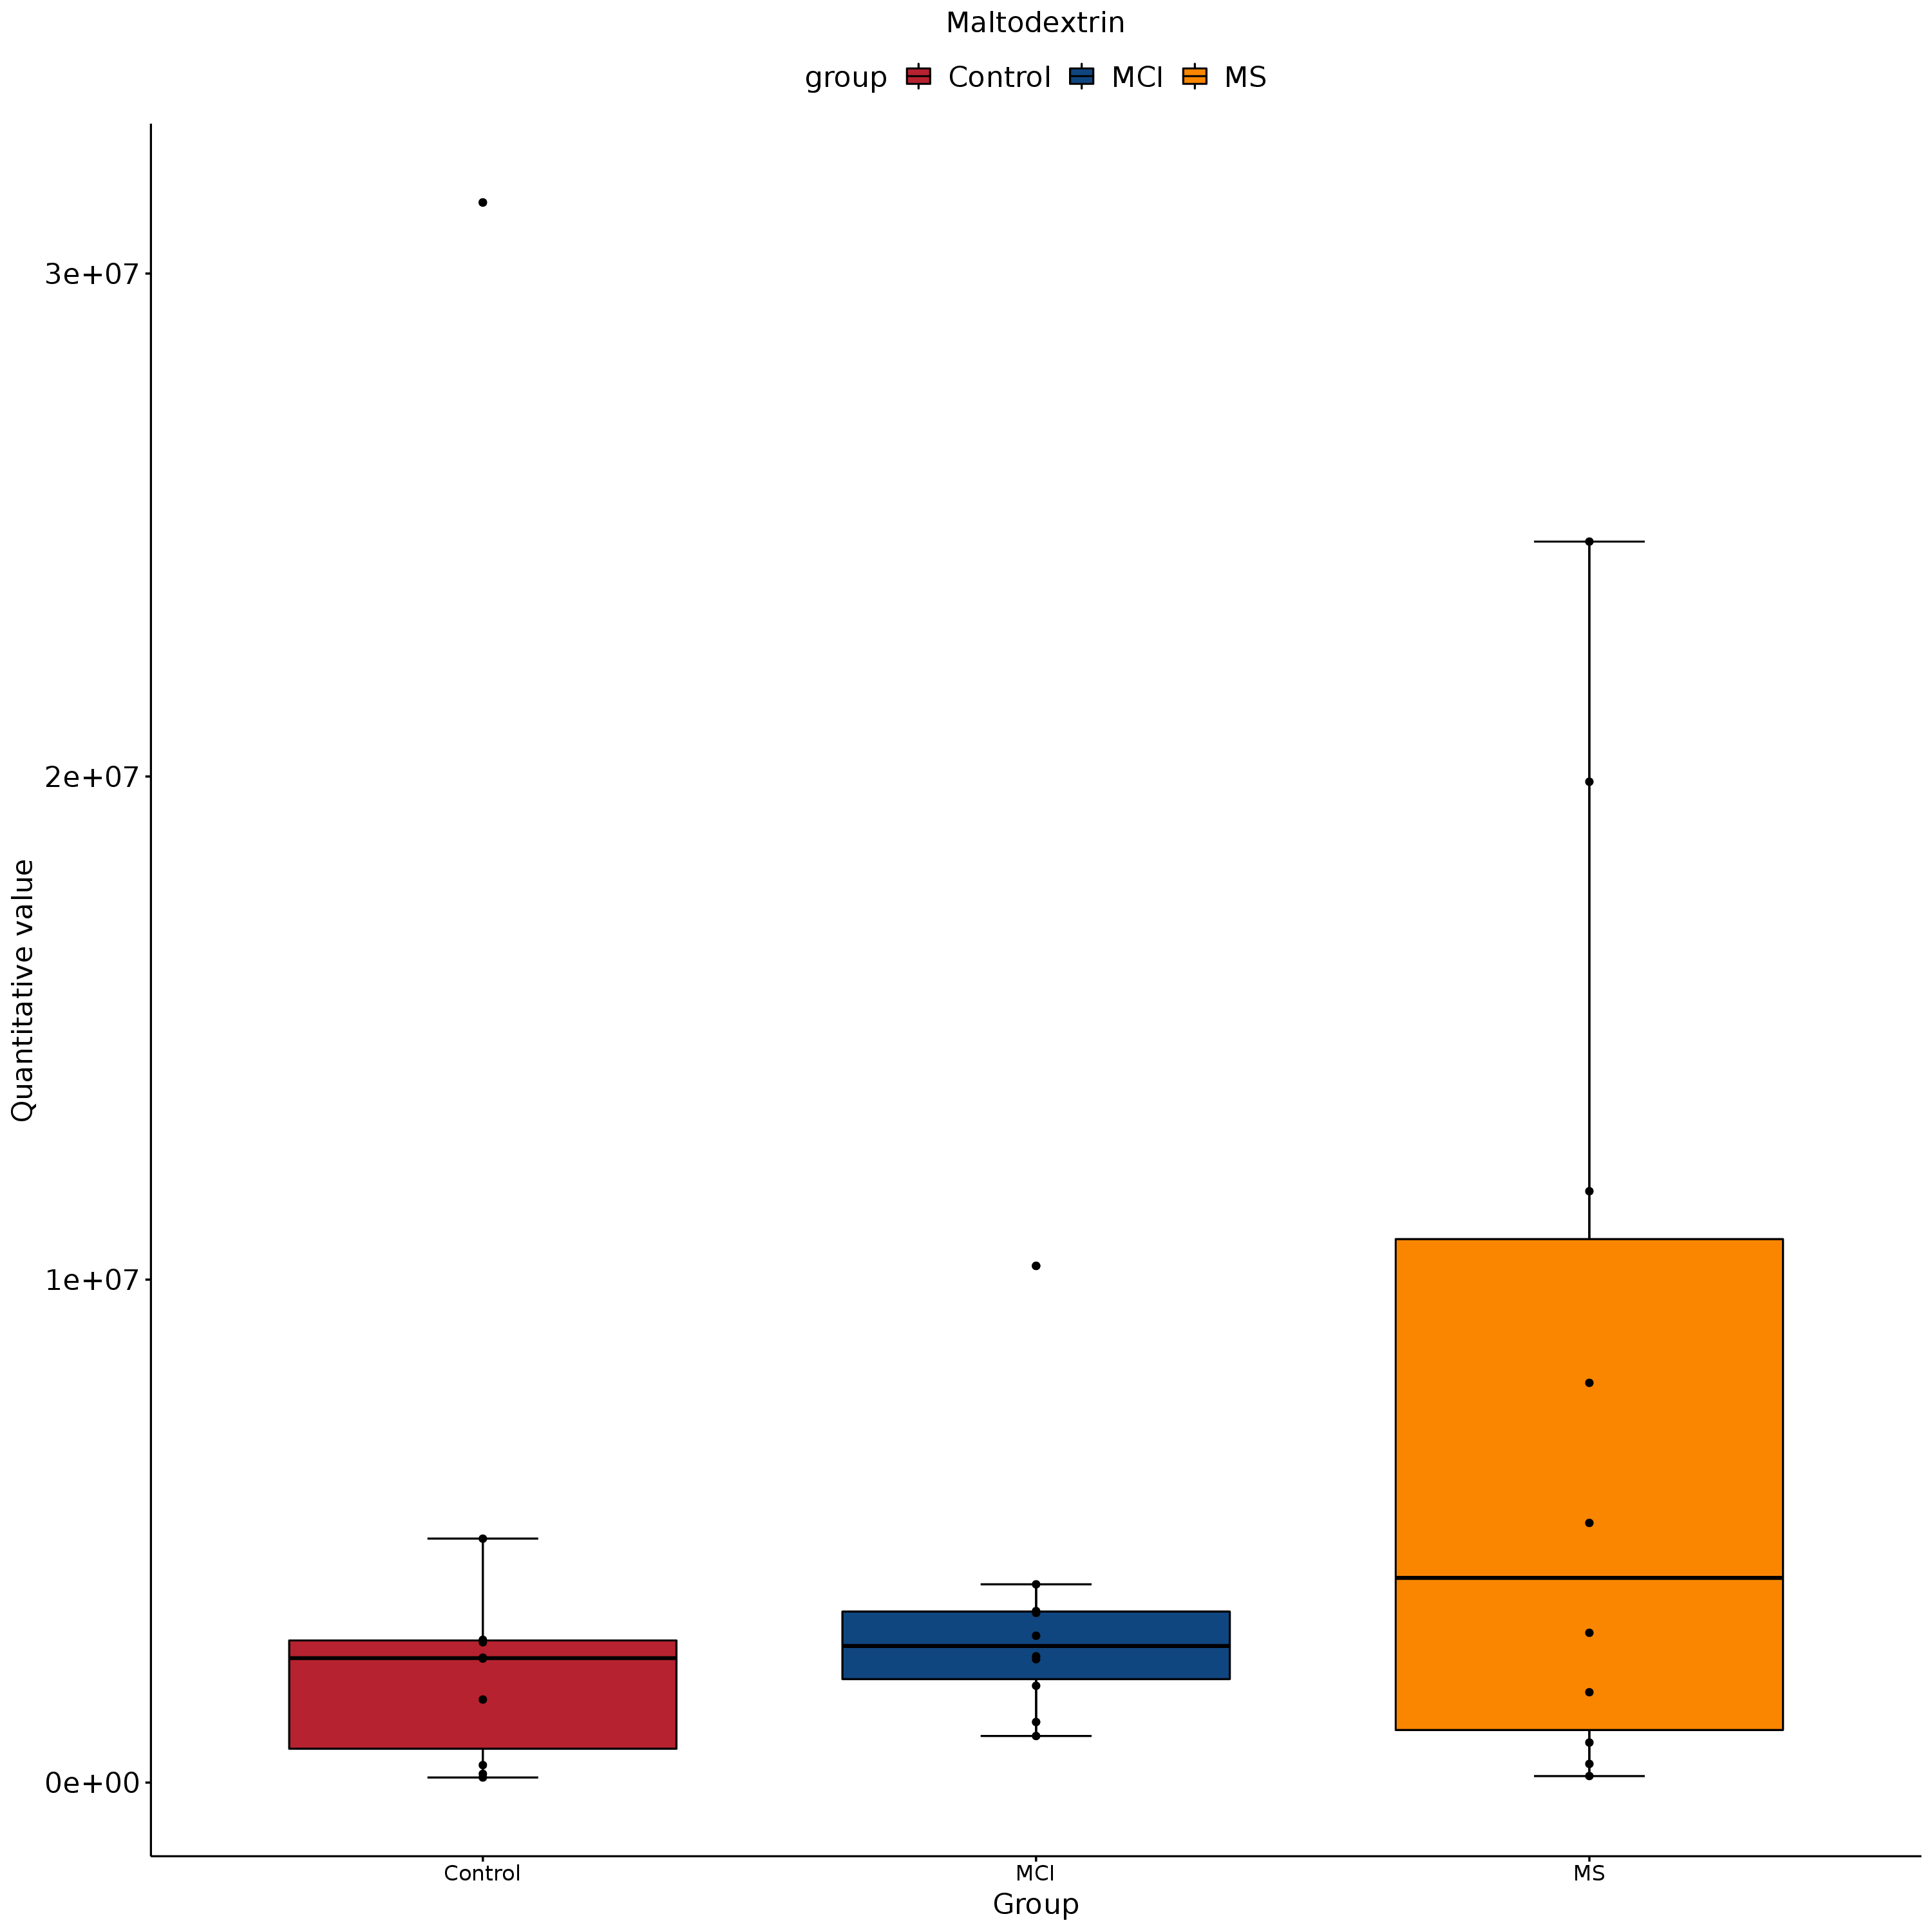 Maltodextrin
group Control MCI MS
3e+07
2e+07
1e+07
0e+00
Quantitative value
Control MCI MS
Group